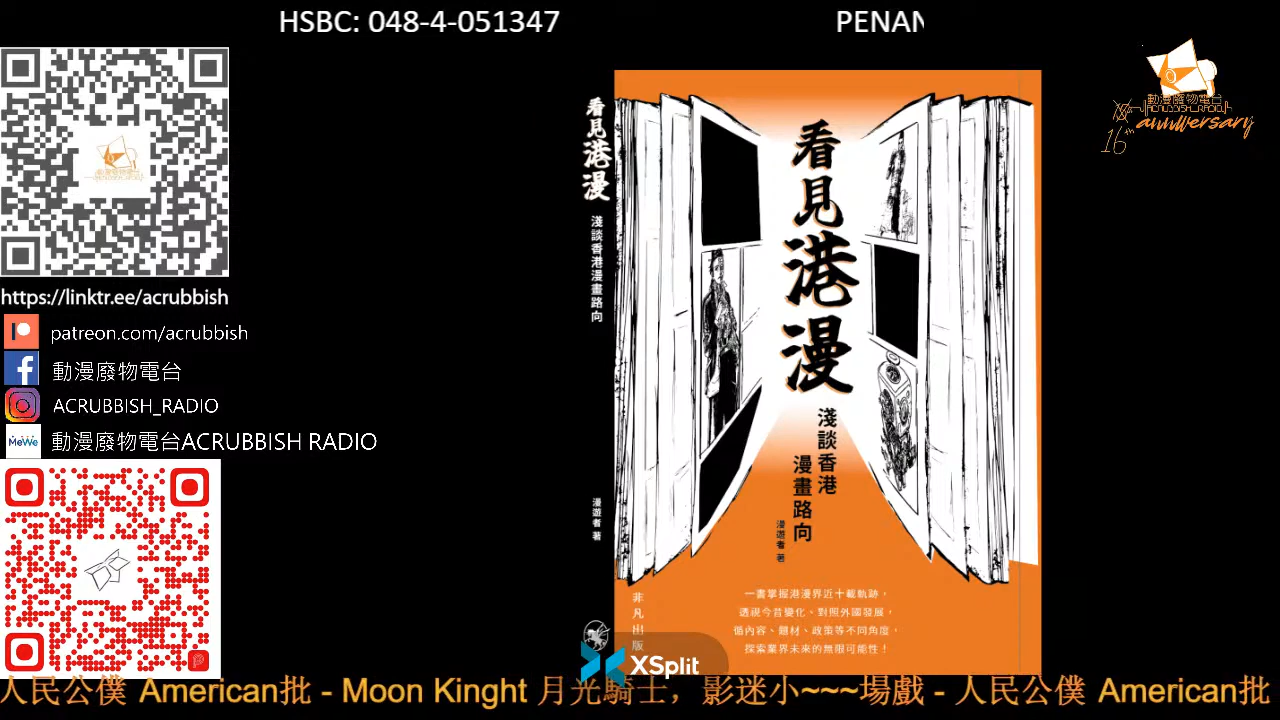 HSBC: 048-4-051347
PENAN
動漫廢物電台
ACRUBBISH RADIO
16th anniversary
https://linktr.ee/acrubbish
patreon.com/acrubbish
動漫廢物電台
ACRUBBISH_RADIO
MeWe
動漫廢物電台ACRUBBISH RADIO
看見港漫
淺談香港漫畫路向
漫遊者 著
非凡出版
看見港漫
淺談香港
漫畫路向
漫遊者 著
一書掌握港漫界近十載軌跡，
透視今昔變化、對照外國發展，
循內容、題材、政策等不同角度，
探索業界未來的無限可能性！
XSplit
人民公僕 American批 - Moon Kinght 月光騎士，影迷小~~~場戲 - 人民公僕 American批